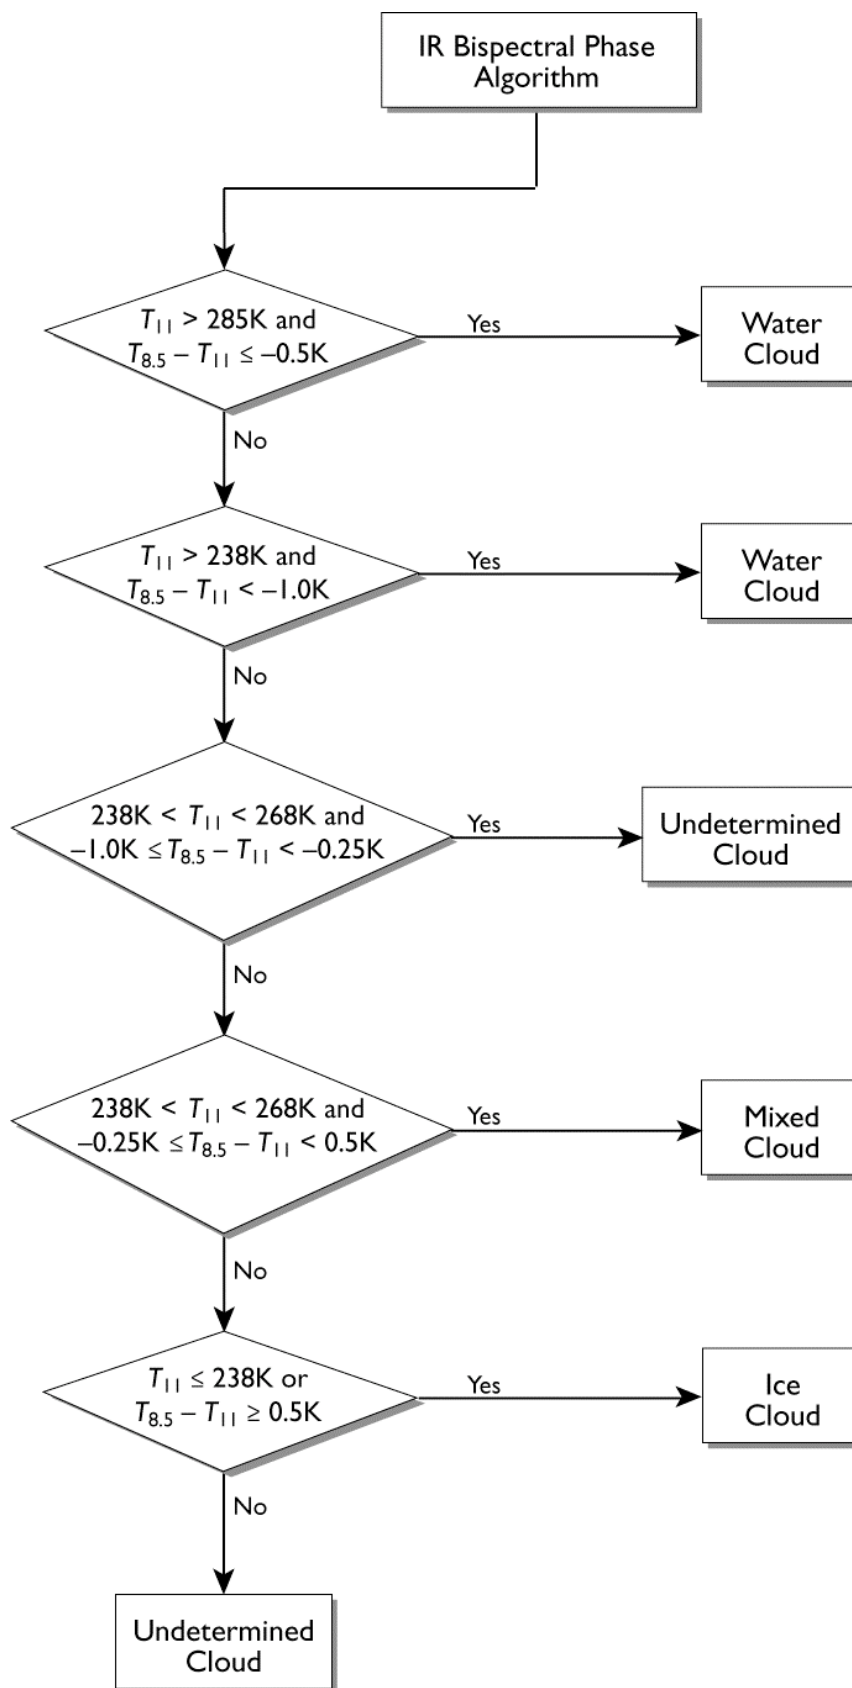 IR Bispectral Phase
Algorithm
T₁₁ > 285K and
T₈.₅ – T₁₁ ≤ –0.5K
Yes
Water
Cloud
No
T₁₁ > 238K and
T₈.₅ – T₁₁ < –1.0K
Yes
Water
Cloud
No
238K < T₁₁ < 268K and
–1.0K ≤ T₈.₅ – T₁₁ < –0.25K
Yes
Undetermined
Cloud
No
238K < T₁₁ < 268K and
–0.25K ≤ T₈.₅ – T₁₁ < 0.5K
Yes
Mixed
Cloud
No
T₁₁ ≤ 238K or
T₈.₅ – T₁₁ ≥ 0.5K
Yes
Ice
Cloud
No
Undetermined
Cloud